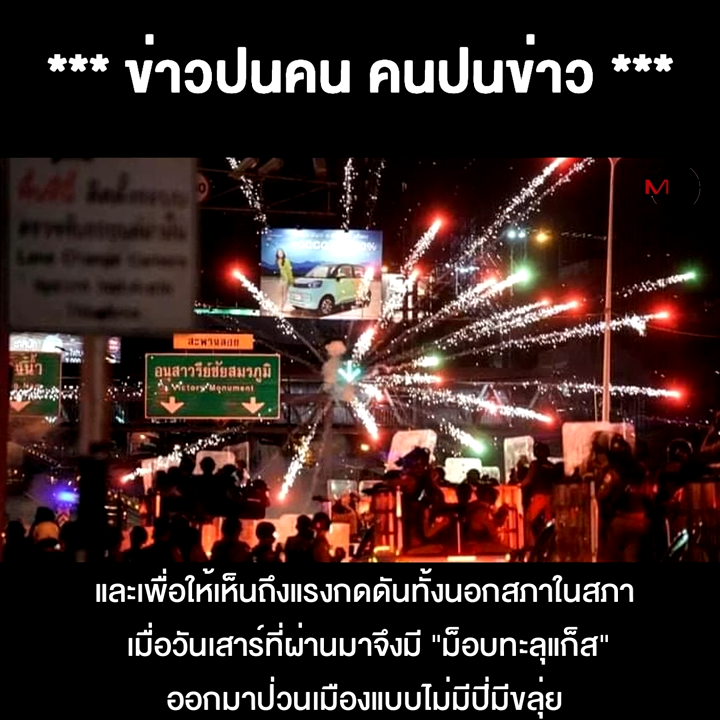 *** ข่าวปนคน คนปนข่าว ***
สะพานลอย
อนุสาวรีย์ชัยสมรภูมิ
Victory Monument
และเพื่อให้เห็นถึงแรงกดดันทั้งนอกสภาในสภา
เมื่อวันเสาร์ที่ผ่านมาจึงมี "ม็อบทะลุแก็ส"
ออกมาป่วนเมืองแบบไม่มีปี่มีขลุ่ย